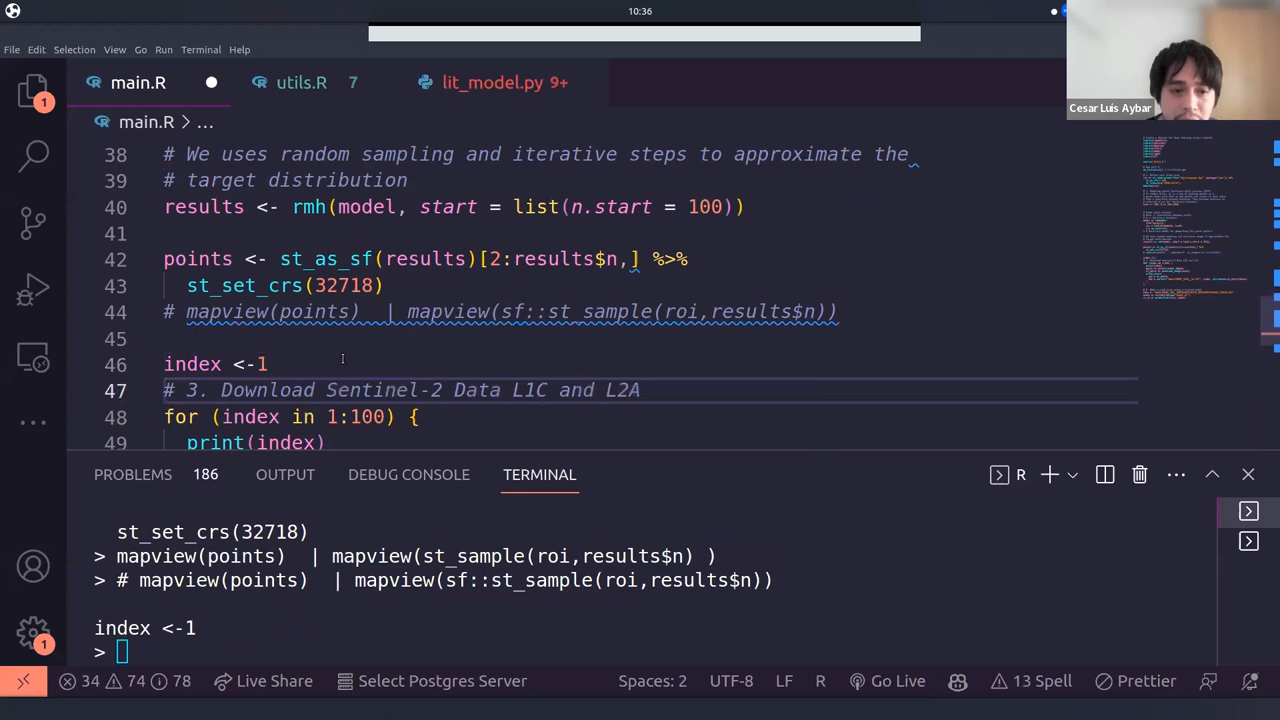 10:36
File Edit Selection View Go Run Terminal Help
Cesar Luis Aybar
1
main.R
utils.R 7
lit_model.py 9+
main.R > ...
38 # We uses random sampling and iterative steps to approximate the
39 # target distribution
40 results <- rmh(model, start = list(n.start = 100))
41
42 points <- st_as_sf(results)[2:results$n,] %>%
43 st_set_crs(32718)
44 # mapview(points)  | mapview(sf::st_sample(roi,results$n))
45
46 index <-1
47 # 3. Download Sentinel-2 Data L1C and L2A
48 for (index in 1:100) {
49 print(index)
PROBLEMS 186 OUTPUT DEBUG CONSOLE TERMINAL R
st_set_crs(32718)
> mapview(points)  | mapview(st_sample(roi,results$n) )
> # mapview(points)  | mapview(sf::st_sample(roi,results$n))
index <-1
>
1
34 74 78 Live Share Select Postgres Server Spaces: 2 UTF-8 LF R Go Live 13 Spell Prettier